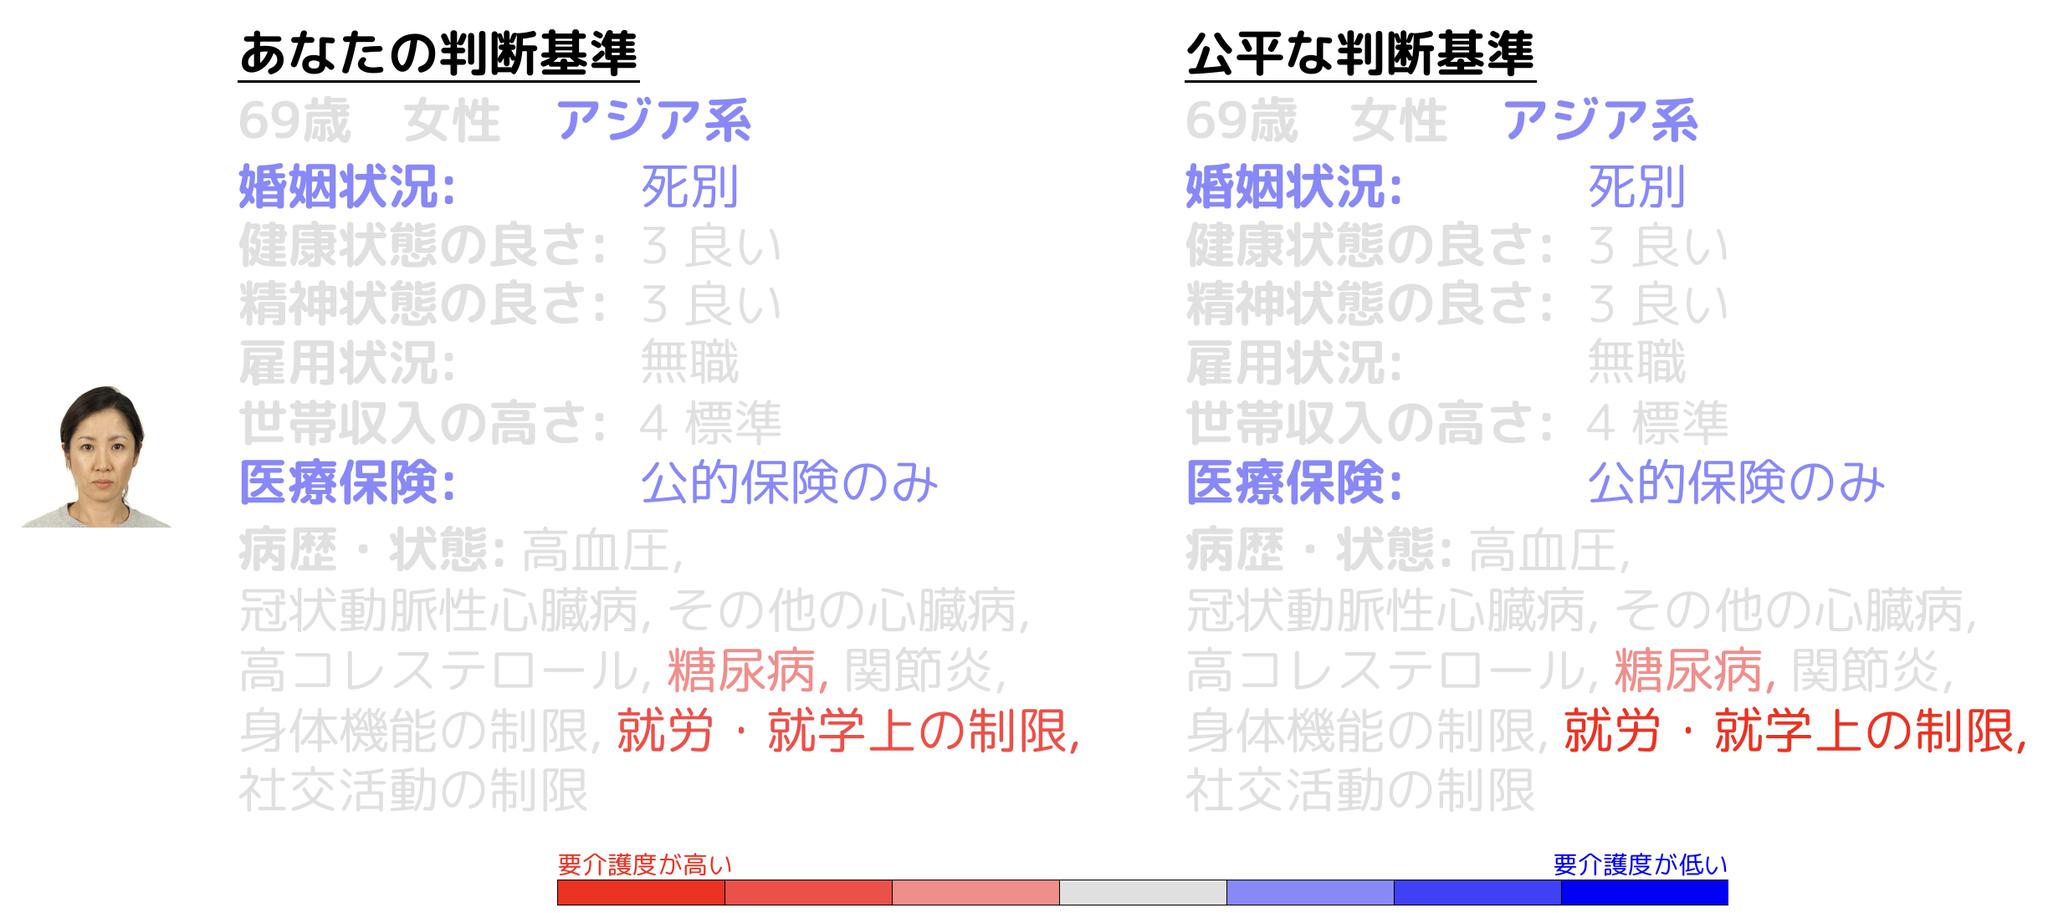 あなたの判断基準
69歳 女性 アジア系
婚姻状況: 死別
健康状態の良さ: 3 良い
精神状態の良さ: 3 良い
雇用状況: 無職
世帯収入の高さ: 4 標準
医療保険: 公的保険のみ
病歴・状態: 高血圧,
冠状動脈性心臓病, その他の心臓病,
高コレステロール, 糖尿病, 関節炎,
身体機能の制限, 就労・就学上の制限,
社交活動の制限
公平な判断基準
69歳 女性 アジア系
婚姻状況: 死別
健康状態の良さ: 3 良い
精神状態の良さ: 3 良い
雇用状況: 無職
世帯収入の高さ: 4 標準
医療保険: 公的保険のみ
病歴・状態: 高血圧,
冠状動脈性心臓病, その他の心臓病,
高コレステロール, 糖尿病, 関節炎,
身体機能の制限, 就労・就学上の制限,
社交活動の制限
要介護度が高い
要介護度が低い